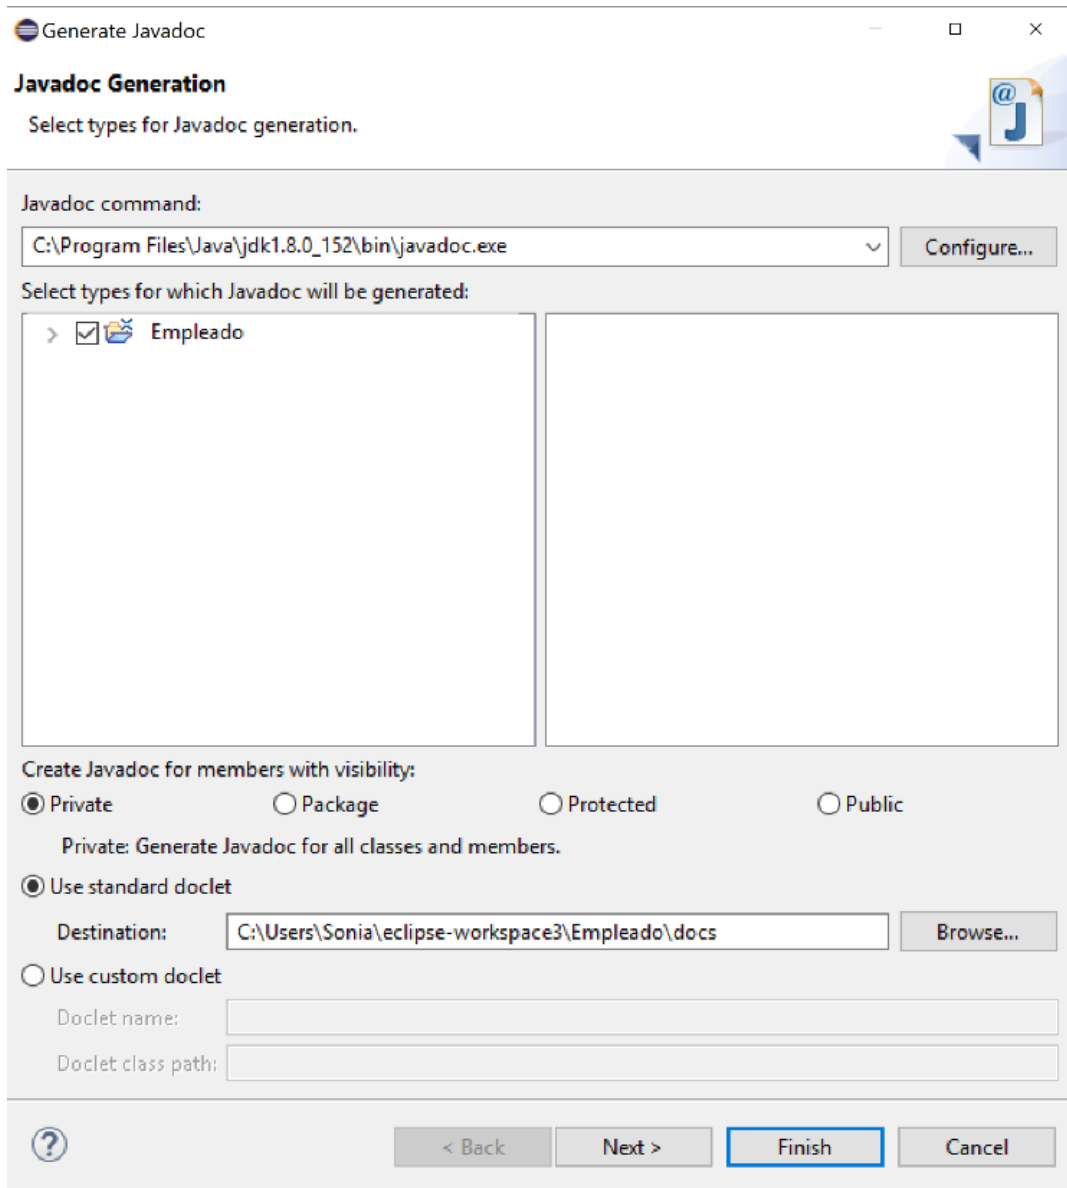 Generate Javadoc
Javadoc Generation
Select types for Javadoc generation.
@
J
Javadoc command:
C:\Program Files\Java\jdk1.8.0_152\bin\javadoc.exe
Configure...
Select types for which Javadoc will be generated:
Empleado
Create Javadoc for members with visibility:
Private Package Protected Public
Private: Generate Javadoc for all classes and members.
Use standard doclet
Destination: C:\Users\Sonia\eclipse-workspace3\Empleado\docs Browse...
Use custom doclet
Doclet name:
Doclet class path:
? < Back Next > Finish Cancel